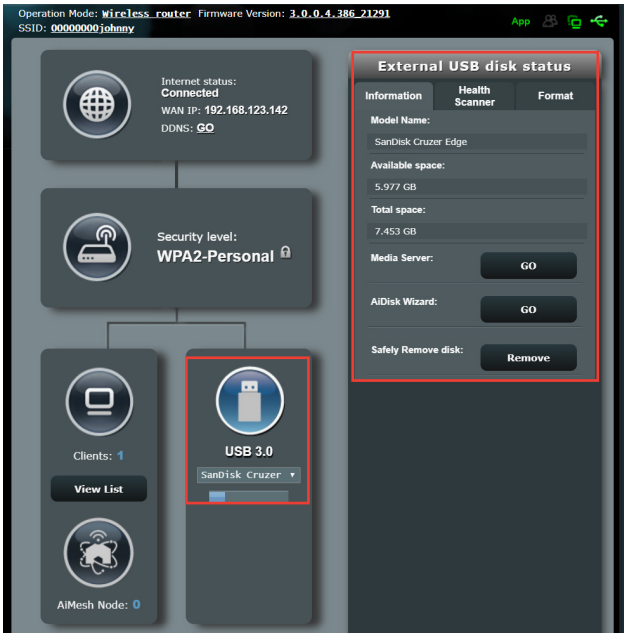 Operation Mode: Wireless router Firmware Version: 3.0.0.4.386_21291
SSID: 00000000johnny
App
Internet status:
Connected
WAN IP: 192.168.123.142
DDNS: GO
Security level:
WPA2-Personal
Clients: 1
View List
AiMesh Node: 0
USB 3.0
SanDisk Cruzer
External USB disk status
Information
Health
Scanner
Format
Model Name:
SanDisk Cruzer Edge
Available space:
5.977 GB
Total space:
7.453 GB
Media Server:
GO
AiDisk Wizard:
GO
Safely Remove disk:
Remove